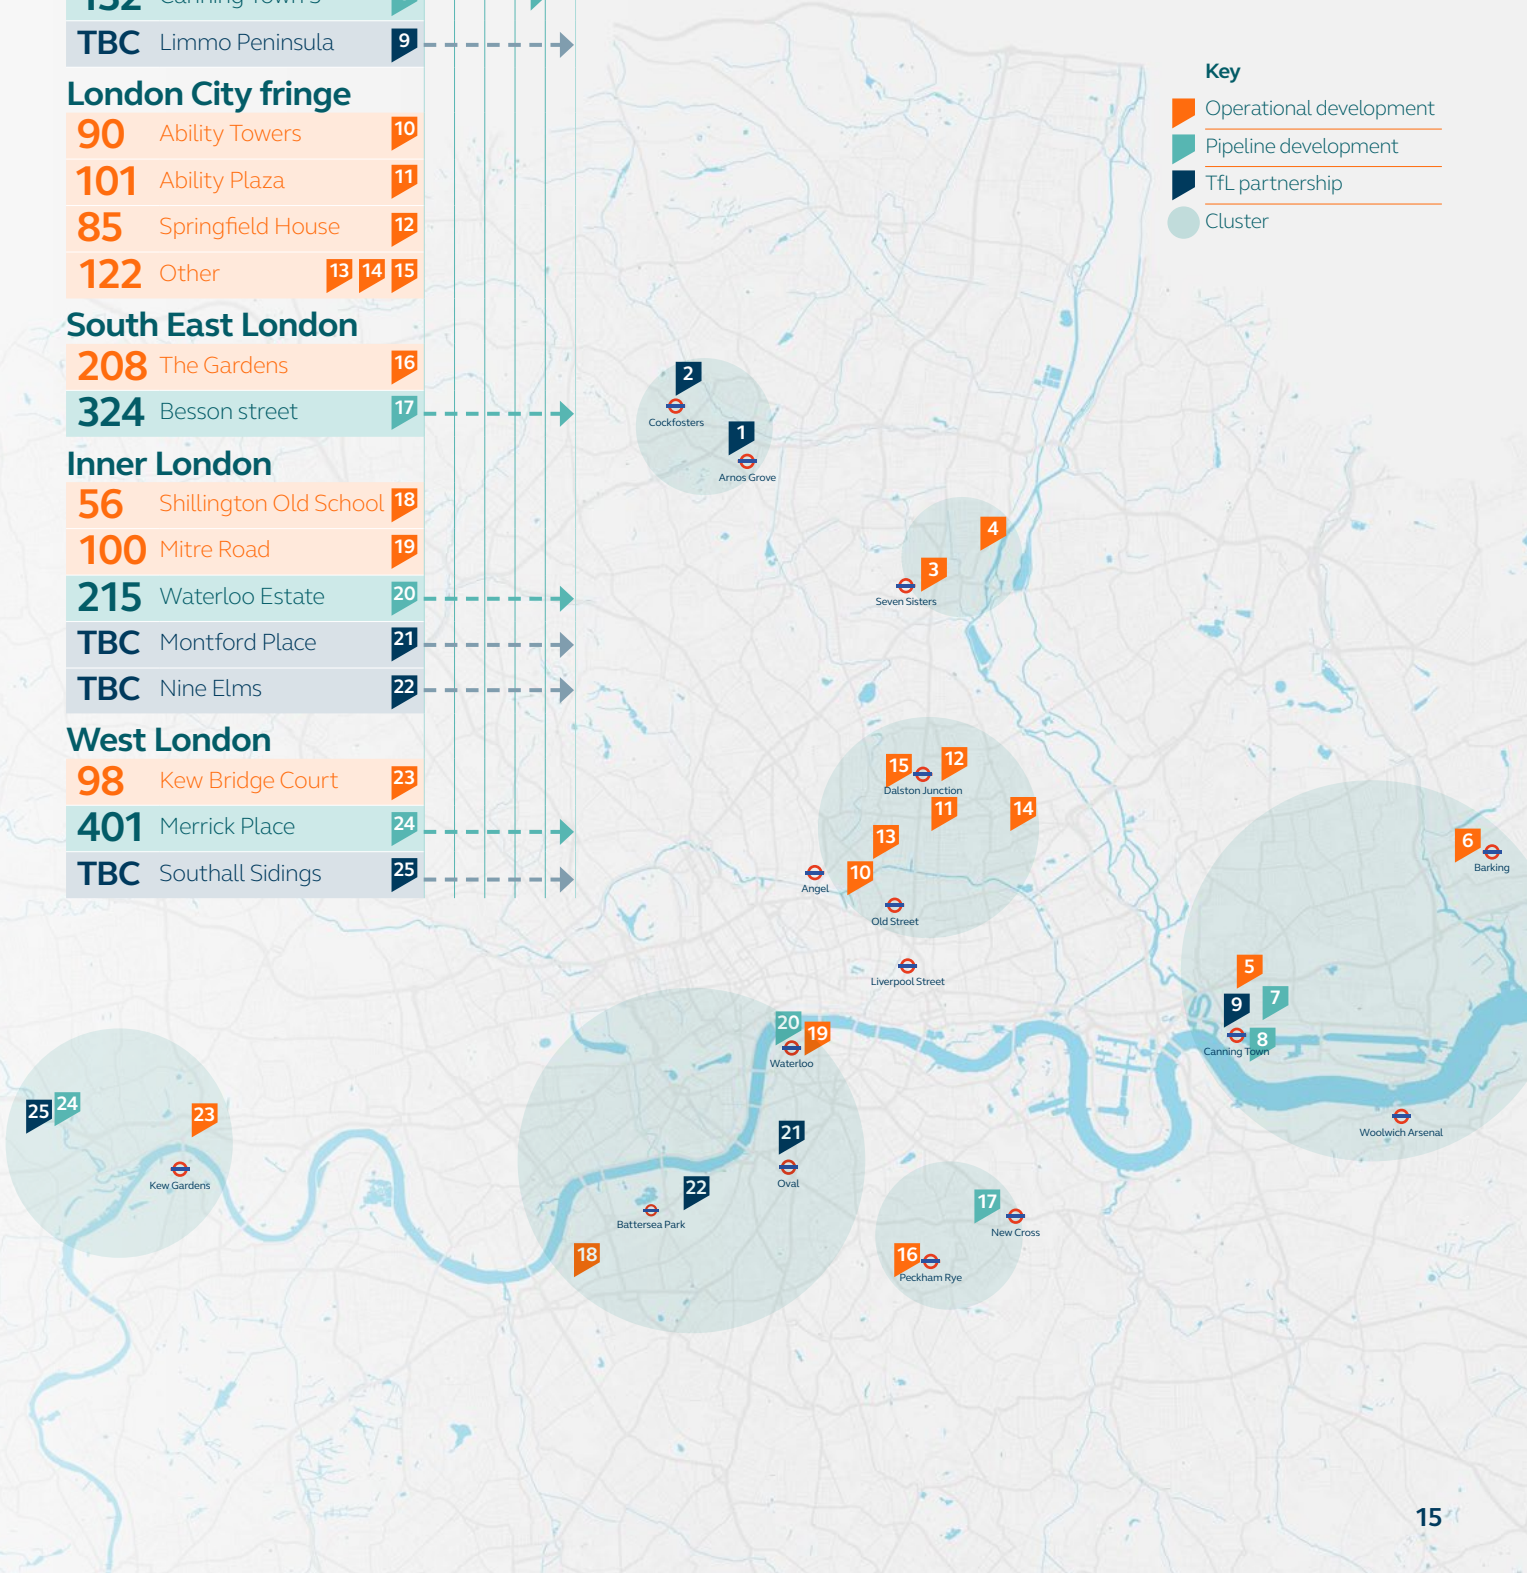 TBC Limmo Peninsula 9
London City fringe
90 Ability Towers 10
101 Ability Plaza 11
85 Springfield House 12
122 Other 13 14 15
South East London
208 The Gardens 16
324 Besson street 17
Inner London
56 Shillington Old School 18
100 Mitre Road 19
215 Waterloo Estate 20
TBC Montford Place 21
TBC Nine Elms 22
West London
98 Kew Bridge Court 23
401 Merrick Place 24
TBC Southall Sidings 25
Key
Operational development
Pipeline development
TfL partnership
Cluster
2
Cockfosters
1
Arnos Grove
4
3
Seven Sisters
15
12
Dalston Junction
11
14
13
10
Angel
Old Street
Liverpool Street
6
Barking
5
9
7
8
Canning Town
Woolwich Arsenal
20
19
Waterloo
21
Oval
22
Battersea Park
18
17
New Cross
16
Peckham Rye
25
24
23
Kew Gardens
15